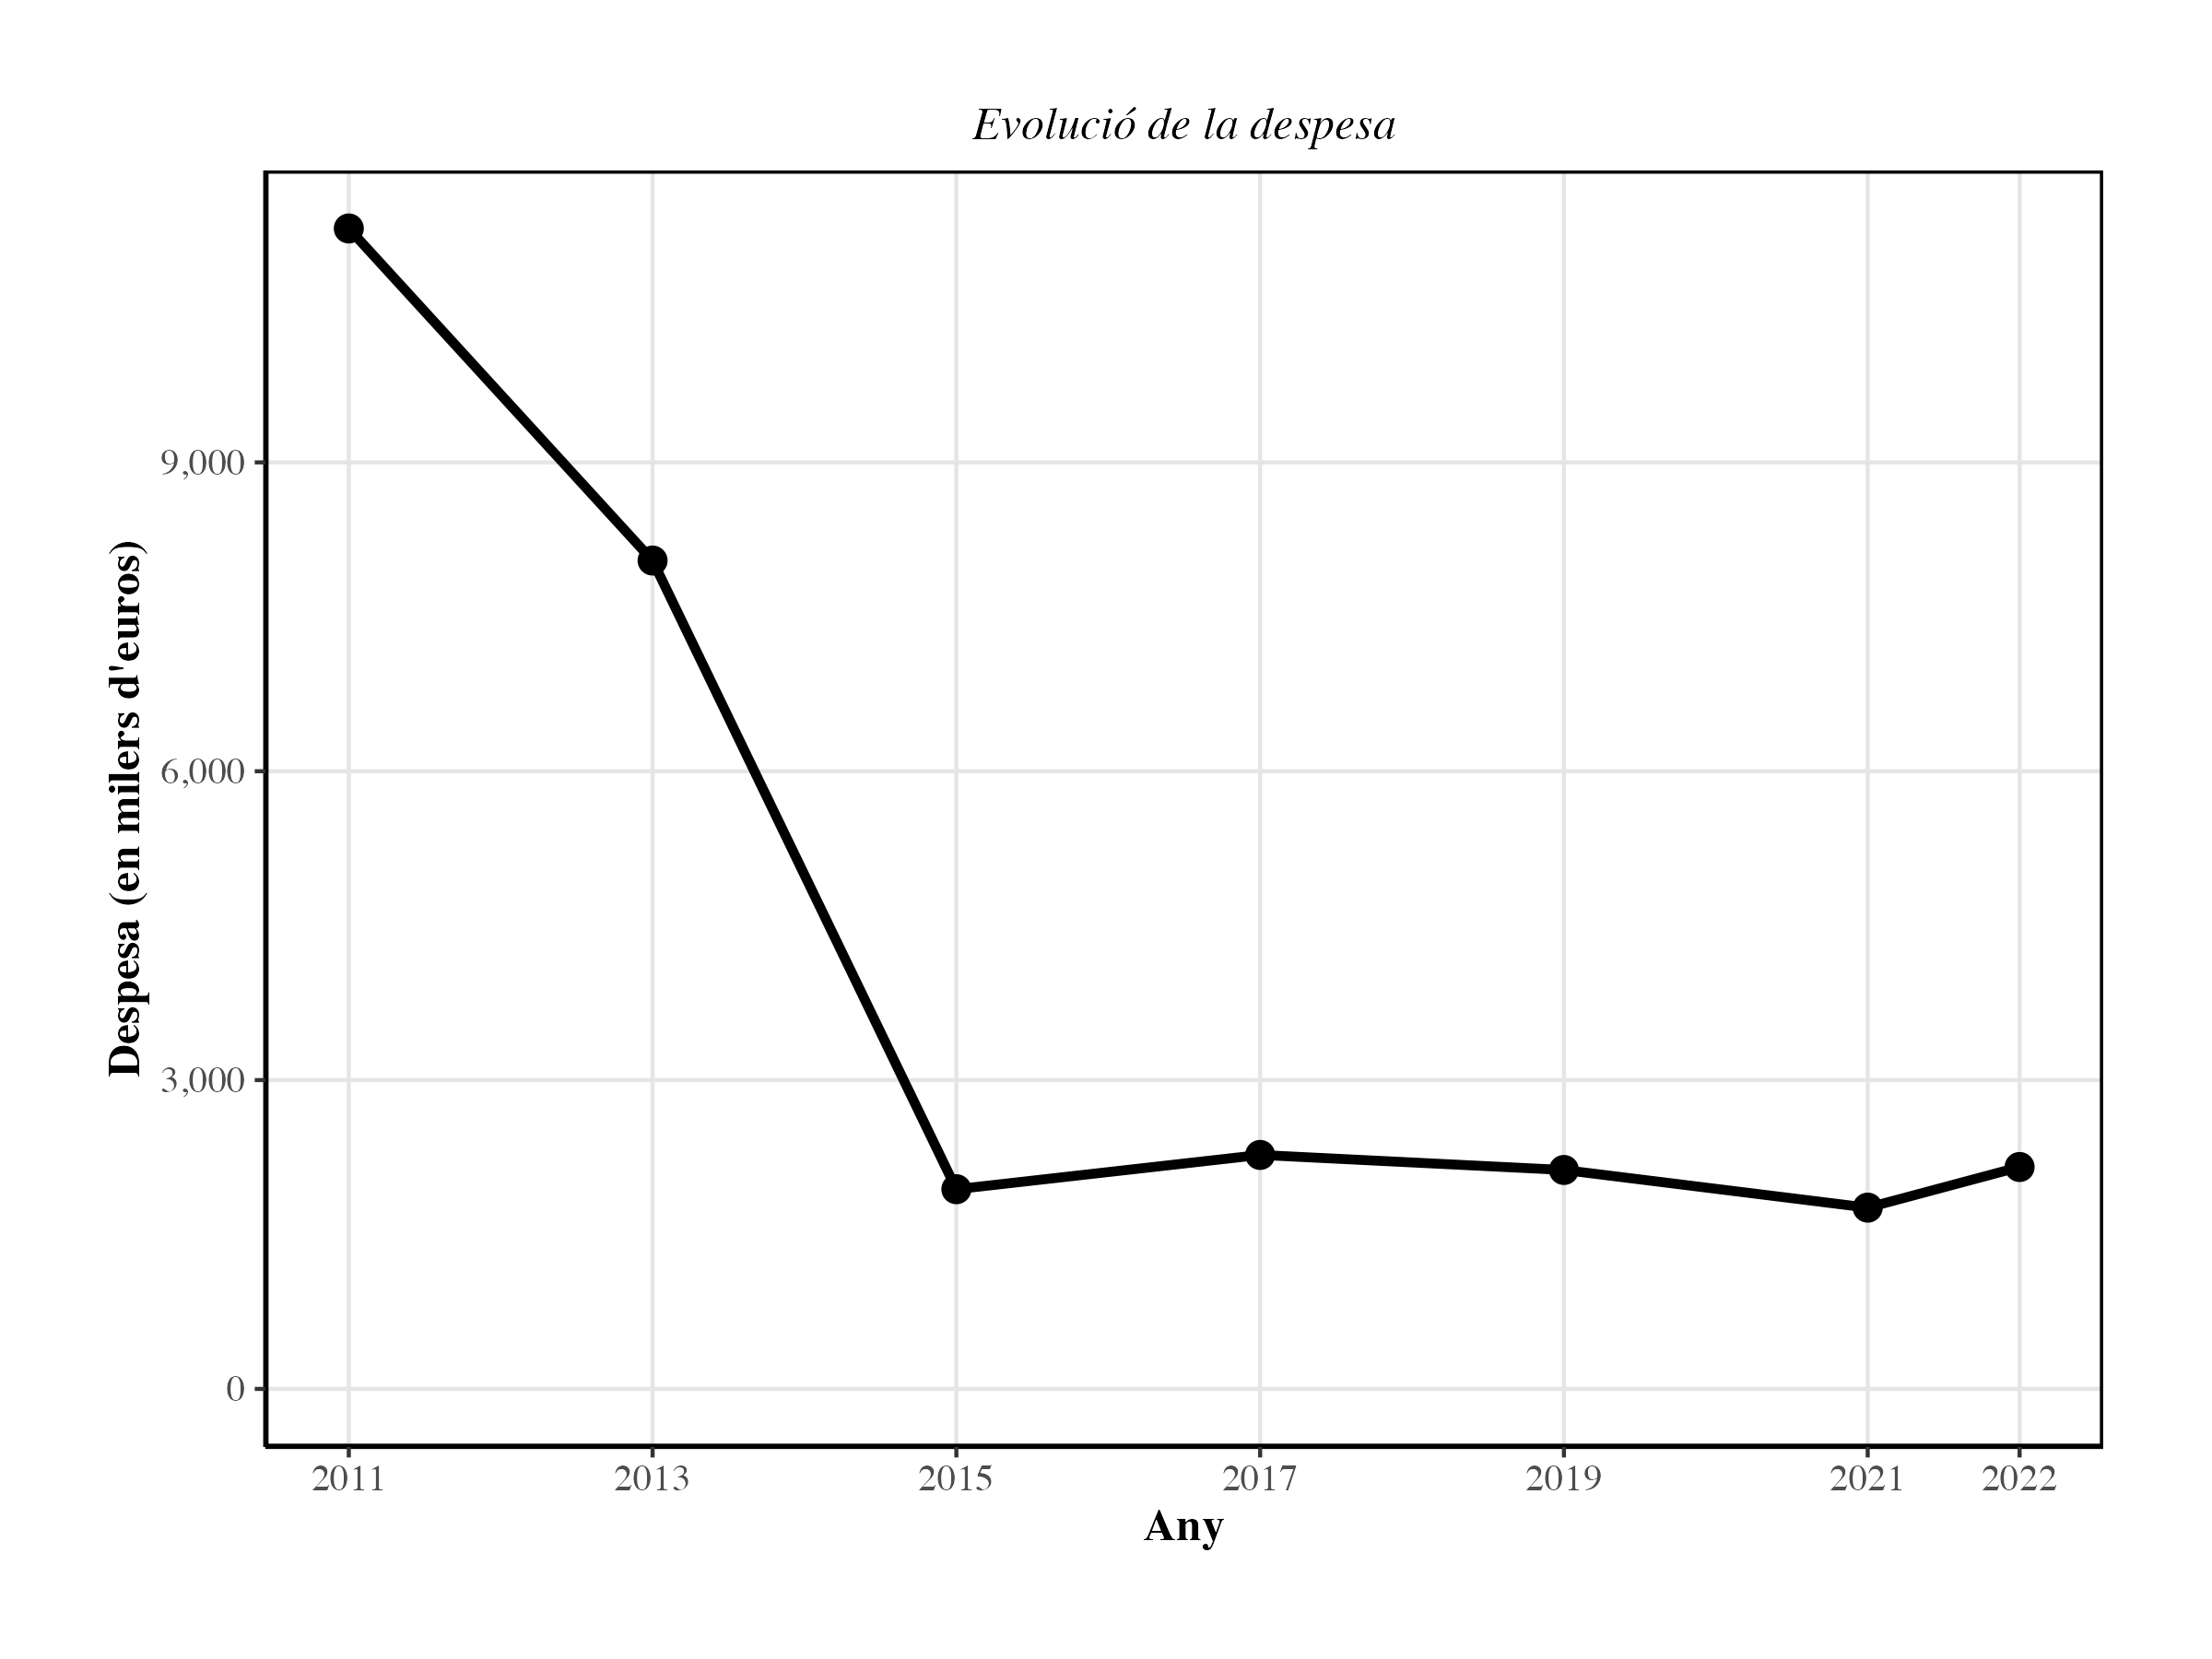 Evolució de la despesa
Despesa (en milers d'euros)
9,000
6,000
3,000
0
2011 2013 2015 2017 2019 2021 2022
Any